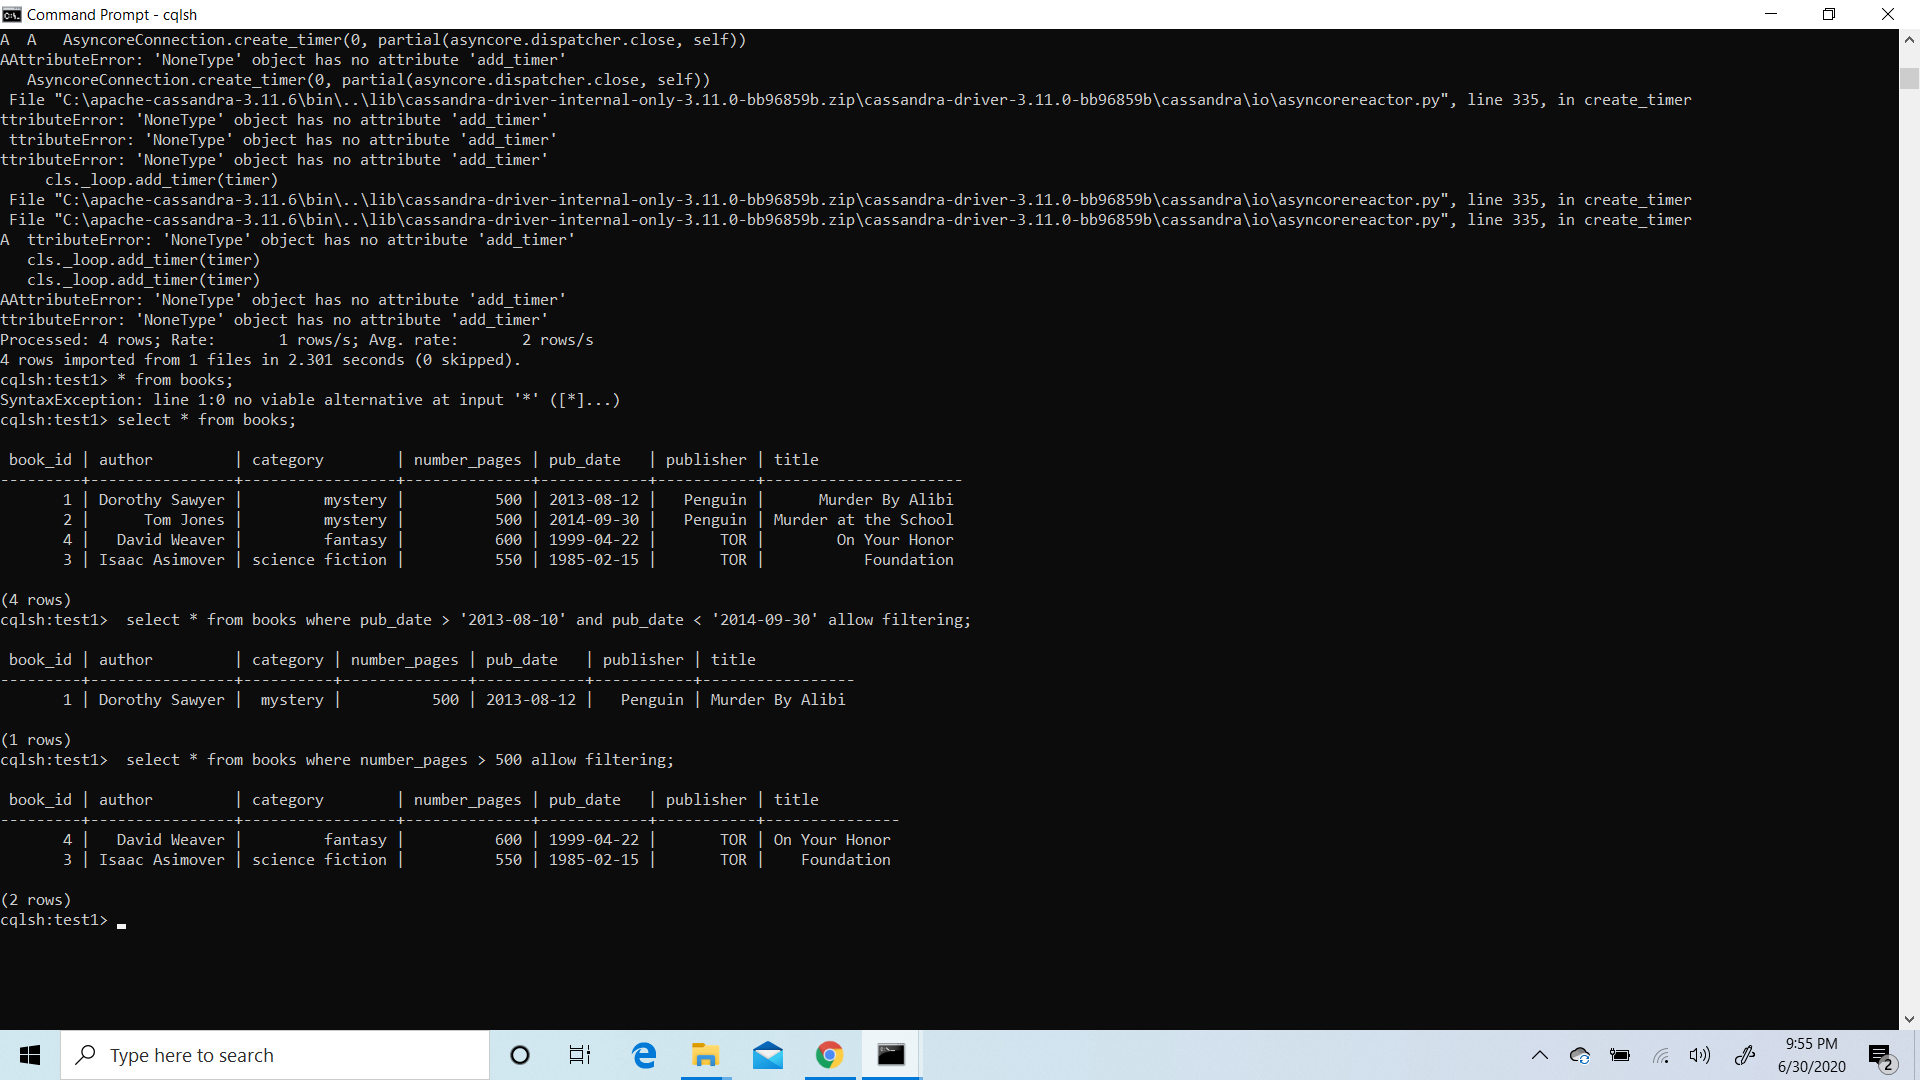 Command Prompt - cqlsh
A  A   AsyncoreConnection.create_timer(0, partial(asyncore.dispatcher.close, self))
AAttributeError: 'NoneType' object has no attribute 'add_timer'
   AsyncoreConnection.create_timer(0, partial(asyncore.dispatcher.close, self))
 File "C:\apache-cassandra-3.11.6\bin\..\lib\cassandra-driver-internal-only-3.11.0-bb96859b.zip\cassandra-driver-3.11.0-bb96859b\cassandra\io\asyncorereactor.py", line 335, in create_timer
ttributeError: 'NoneType' object has no attribute 'add_timer'
 ttributeError: 'NoneType' object has no attribute 'add_timer'
ttributeError: 'NoneType' object has no attribute 'add_timer'
     cls._loop.add_timer(timer)
 File "C:\apache-cassandra-3.11.6\bin\..\lib\cassandra-driver-internal-only-3.11.0-bb96859b.zip\cassandra-driver-3.11.0-bb96859b\cassandra\io\asyncorereactor.py", line 335, in create_timer
 File "C:\apache-cassandra-3.11.6\bin\..\lib\cassandra-driver-internal-only-3.11.0-bb96859b.zip\cassandra-driver-3.11.0-bb96859b\cassandra\io\asyncorereactor.py", line 335, in create_timer
A  ttributeError: 'NoneType' object has no attribute 'add_timer'
   cls._loop.add_timer(timer)
   cls._loop.add_timer(timer)
AAttributeError: 'NoneType' object has no attribute 'add_timer'
ttributeError: 'NoneType' object has no attribute 'add_timer'
Processed: 4 rows; Rate:       1 rows/s; Avg. rate:       2 rows/s
4 rows imported from 1 files in 2.301 seconds (0 skipped).
cqlsh:test1> * from books;
SyntaxException: line 1:0 no viable alternative at input '*' ([*]...)
cqlsh:test1> select * from books;
 book_id | author         | category        | number_pages | pub_date   | publisher | title
---------+----------------+-----------------+--------------+------------+-----------+----------------------
       1 | Dorothy Sawyer |         mystery |          500 | 2013-08-12 |   Penguin |      Murder By Alibi
       2 |      Tom Jones |         mystery |          500 | 2014-09-30 |   Penguin | Murder at the School
       4 |   David Weaver |         fantasy |          600 | 1999-04-22 |       TOR |        On Your Honor
       3 | Isaac Asimover | science fiction |          550 | 1985-02-15 |       TOR |           Foundation
(4 rows)
cqlsh:test1>  select * from books where pub_date > '2013-08-10' and pub_date < '2014-09-30' allow filtering;
 book_id | author         | category | number_pages | pub_date   | publisher | title
---------+----------------+----------+--------------+------------+-----------+-----------------
       1 | Dorothy Sawyer |  mystery |          500 | 2013-08-12 |   Penguin | Murder By Alibi
(1 rows)
cqlsh:test1>  select * from books where number_pages > 500 allow filtering;
 book_id | author         | category        | number_pages | pub_date   | publisher | title
---------+----------------+-----------------+--------------+------------+-----------+---------------
       4 |   David Weaver |         fantasy |          600 | 1999-04-22 |       TOR | On Your Honor
       3 | Isaac Asimover | science fiction |          550 | 1985-02-15 |       TOR |    Foundation
(2 rows)
cqlsh:test1>
Type here to search
9:55 PM
6/30/2020
2